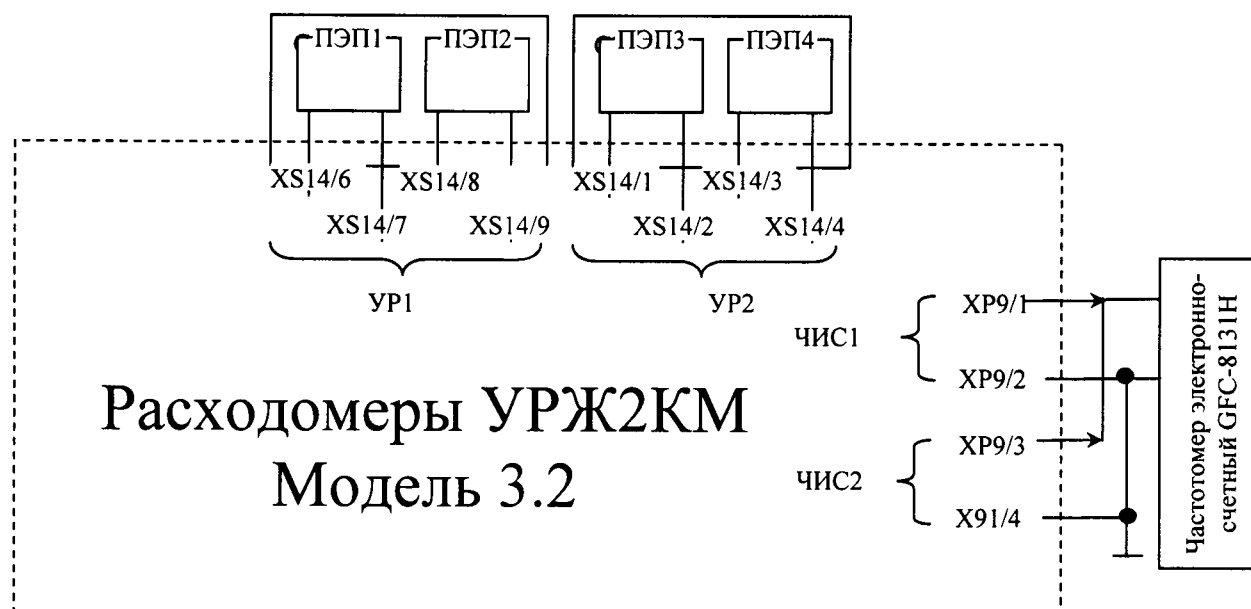 ПЭП1 ПЭП2 ПЭП3 ПЭП4
XS14/6 XS14/8 XS14/1 XS14/3
XS14/7 XS14/9 XS14/2 XS14/4
УР1 УР2
ЧИС1
XP9/1
XP9/2
ЧИС2
XP9/3
X91/4
Расходомеры УРЖ2КМ
Модель 3.2
Частотомер электронно-
счетный GFC-8131H